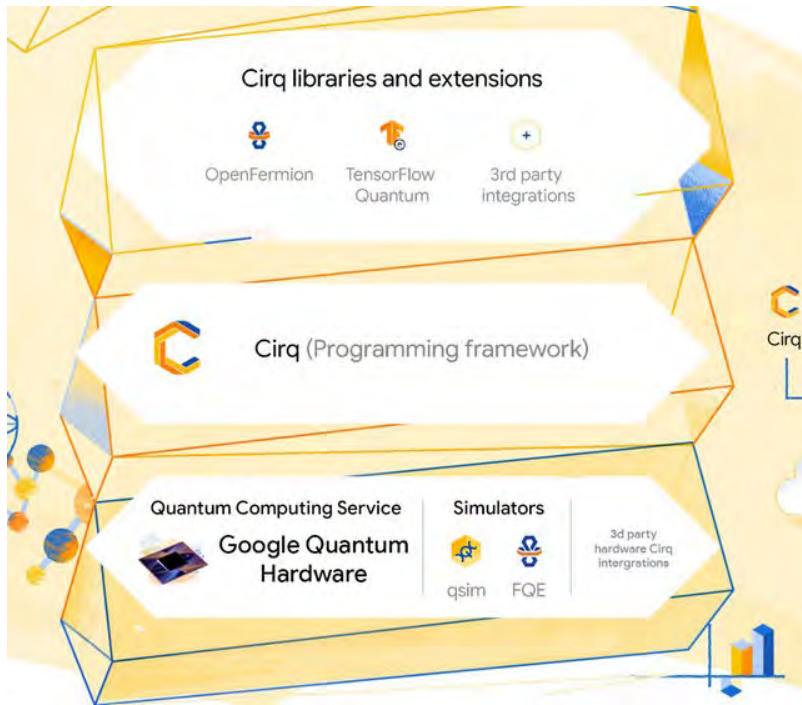 Cirq libraries and extensions
OpenFermion
TensorFlow
Quantum
3rd party
integrations
Cirq (Programming framework)
Cirq
Quantum Computing Service
Google Quantum
Hardware
Simulators
qsim
FQE
3d party
hardware Cirq
intergrations